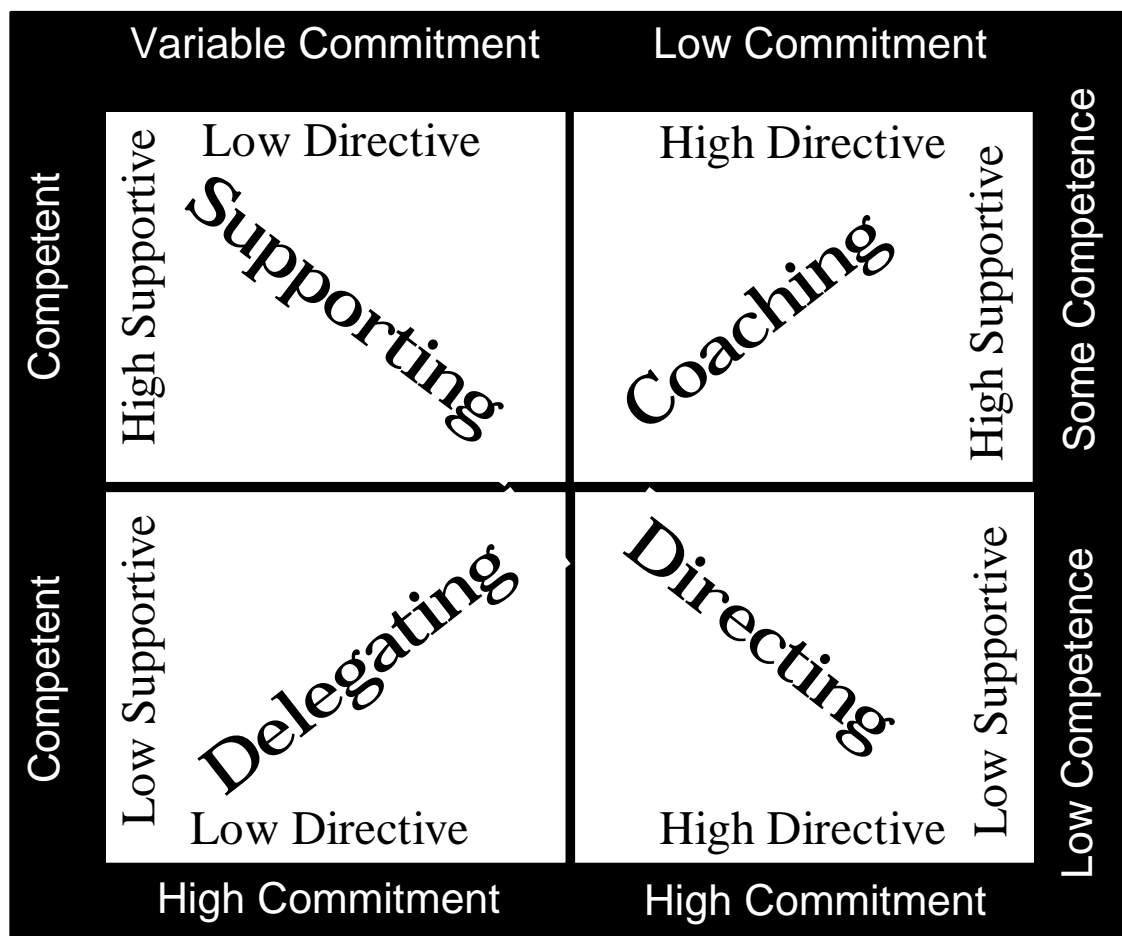 Variable Commitment
Low Commitment
Competent
High Supportive
Low Directive
Supporting
High Directive
Coaching
High Supportive
Some Competence
Competent
Low Supportive
Delegating
Low Directive
Directing
High Directive
Low Supportive
Low Competence
High Commitment
High Commitment